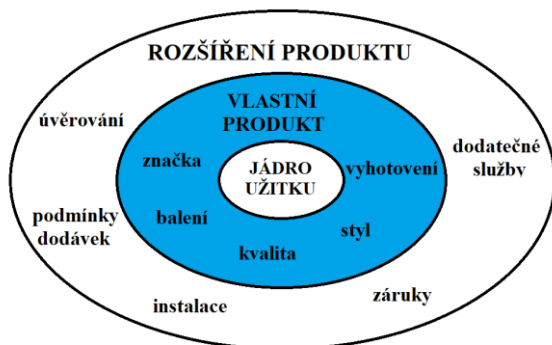 ROZŠÍŘENÍ PRODUKTU
úvěrování
VLASTNÍ
PRODUKT
značka
JÁDRO
UŽITKU
vyhotovení
dodatečné
služby
balení
styl
kvalita
podmínky
dodávek
instalace
záruky